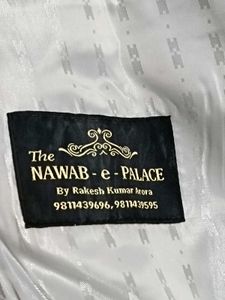 The
NAWAB - e - PALACE
By Rakesh Kumar Arora
9811439696, 9811439595